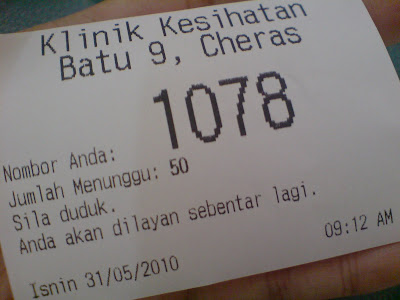 Klinik Kesihatan
Batu 9, Cheras
1078
Nombor Anda:
Jumlah Menunggu: 50
Sila duduk.
Anda akan dilayan sebentar lagi.
Isnin 31/05/2010 09:12 AM